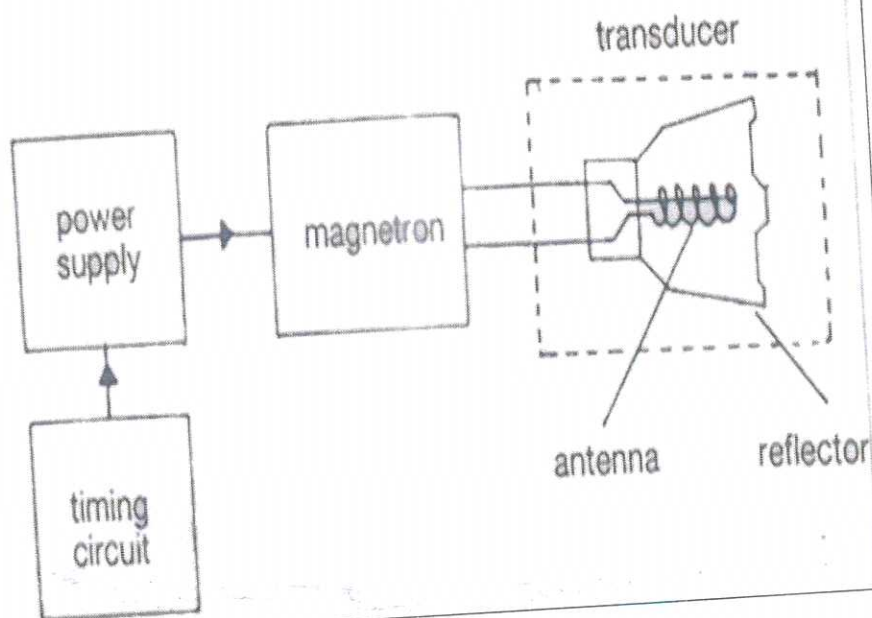 transducer
power
supply
magnetron
antenna
reflector
timing
circuit